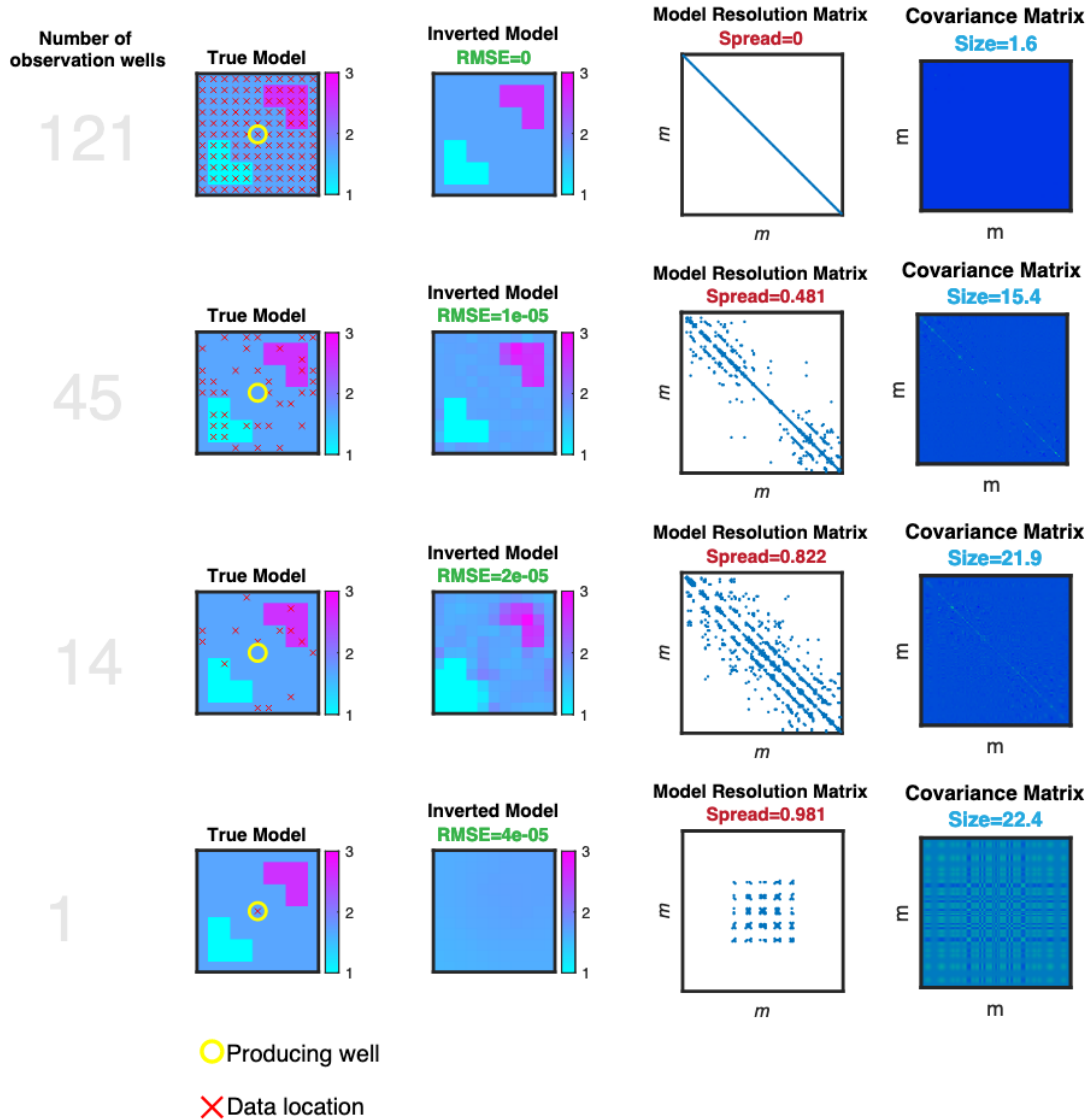 Number of
observation wells
True Model
Inverted Model
RMSE=0
Model Resolution Matrix
Spread=0
Covariance Matrix
Size=1.6
121
3
2
1
3
2
1
m
m
m
m
True Model
Inverted Model
RMSE=1e-05
Model Resolution Matrix
Spread=0.481
Covariance Matrix
Size=15.4
45
3
2
1
3
2
1
m
m
m
m
True Model
Inverted Model
RMSE=2e-05
Model Resolution Matrix
Spread=0.822
Covariance Matrix
Size=21.9
14
3
2
1
3
2
1
m
m
m
m
True Model
Inverted Model
RMSE=4e-05
Model Resolution Matrix
Spread=0.981
Covariance Matrix
Size=22.4
1
3
2
1
3
2
1
m
m
m
m
Producing well
Data location